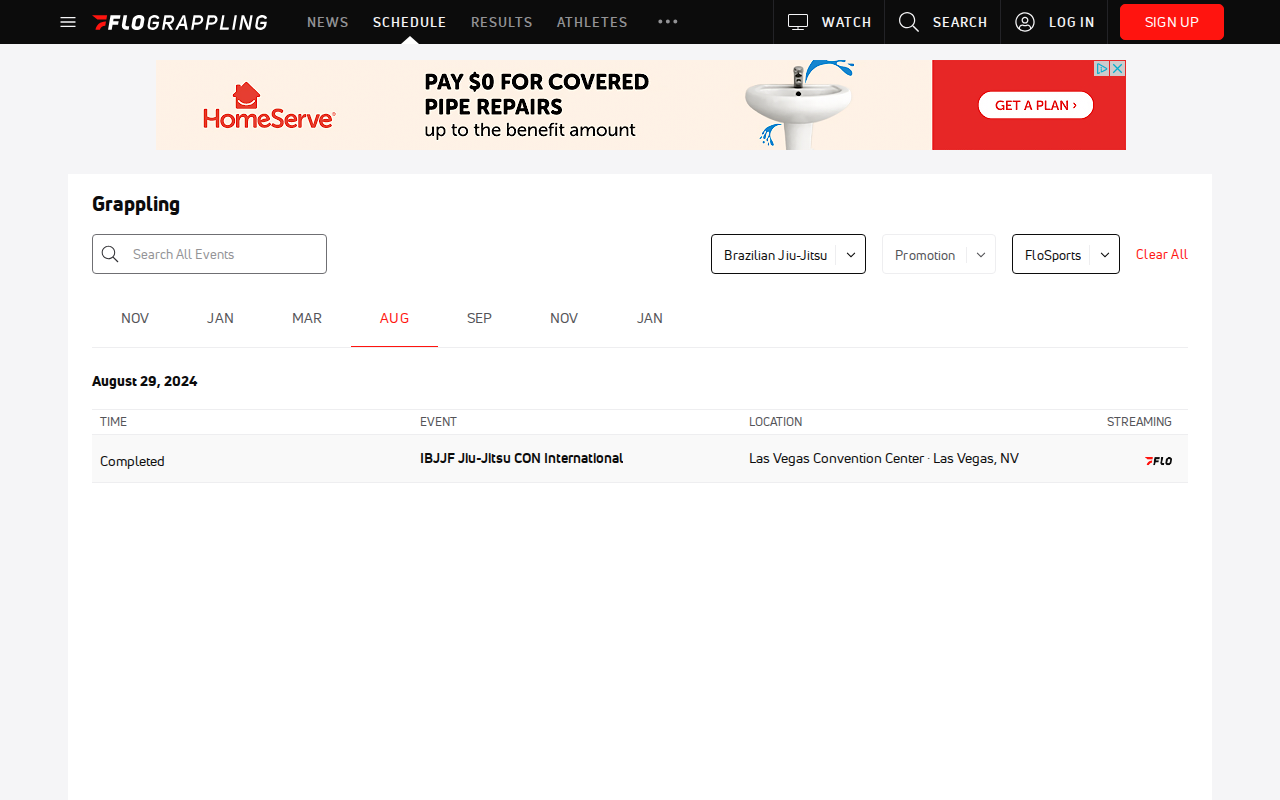 FLOGRAPPLING NEWS SCHEDULE RESULTS ATHLETES WATCH SEARCH LOG IN SIGN UP
HomeServe
PAY $0 FOR COVERED
PIPE REPAIRS
up to the benefit amount
GET A PLAN ›
Grappling
Search All Events Brazilian Jiu-Jitsu Promotion FloSports Clear All
NOV JAN MAR AUG SEP NOV JAN
August 29, 2024
TIME EVENT LOCATION STREAMING
Completed IBJJF Jiu-Jitsu CON International Las Vegas Convention Center · Las Vegas, NV FLO